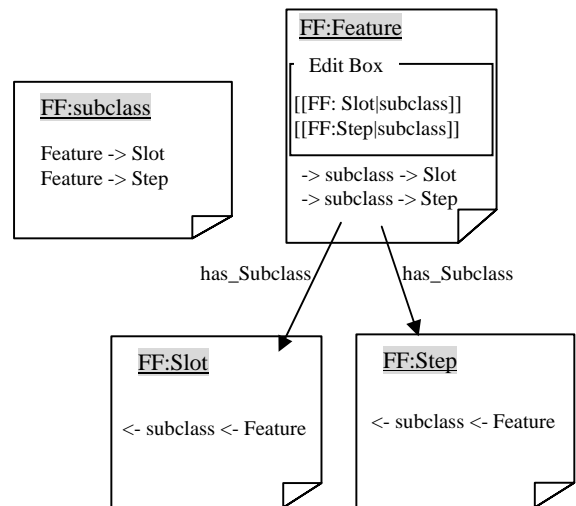 FF:subclass
Feature -> Slot
Feature -> Step
FF:Feature
Edit Box
[[FF: Slot|subclass]]
[[FF:Step|subclass]]
-> subclass -> Slot
-> subclass -> Step
has_Subclass
has_Subclass
FF:Slot
<- subclass <- Feature
FF:Step
<- subclass <- Feature